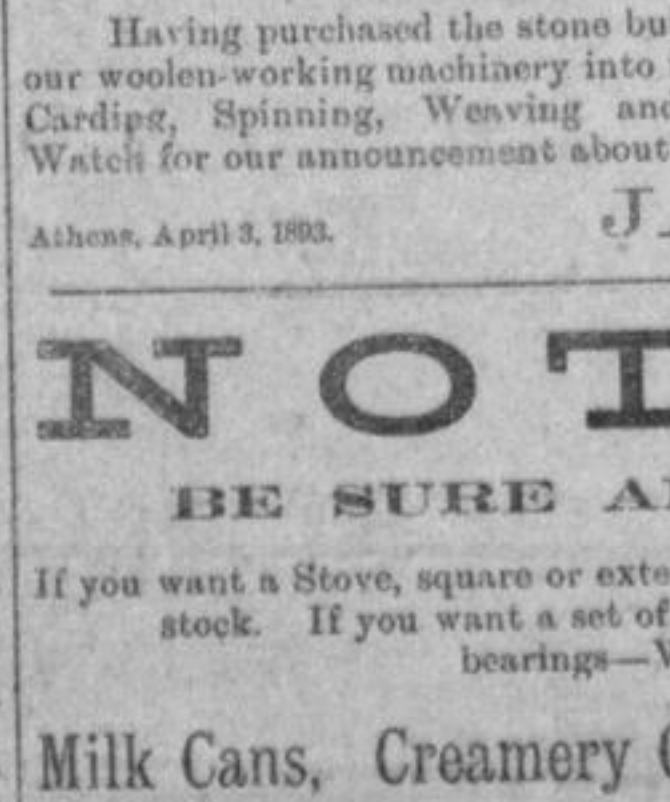 Having purchased the stone bu
our woolen-working machinery into
Carding, Spinning, Weaving and
Watch for our announcement about
J.
Athens, April 3, 1893.
NOT
BE SURE A
If you want a Stove, square or exte
stock. If you want a set of
bearings—
Milk Cans, Creamery C